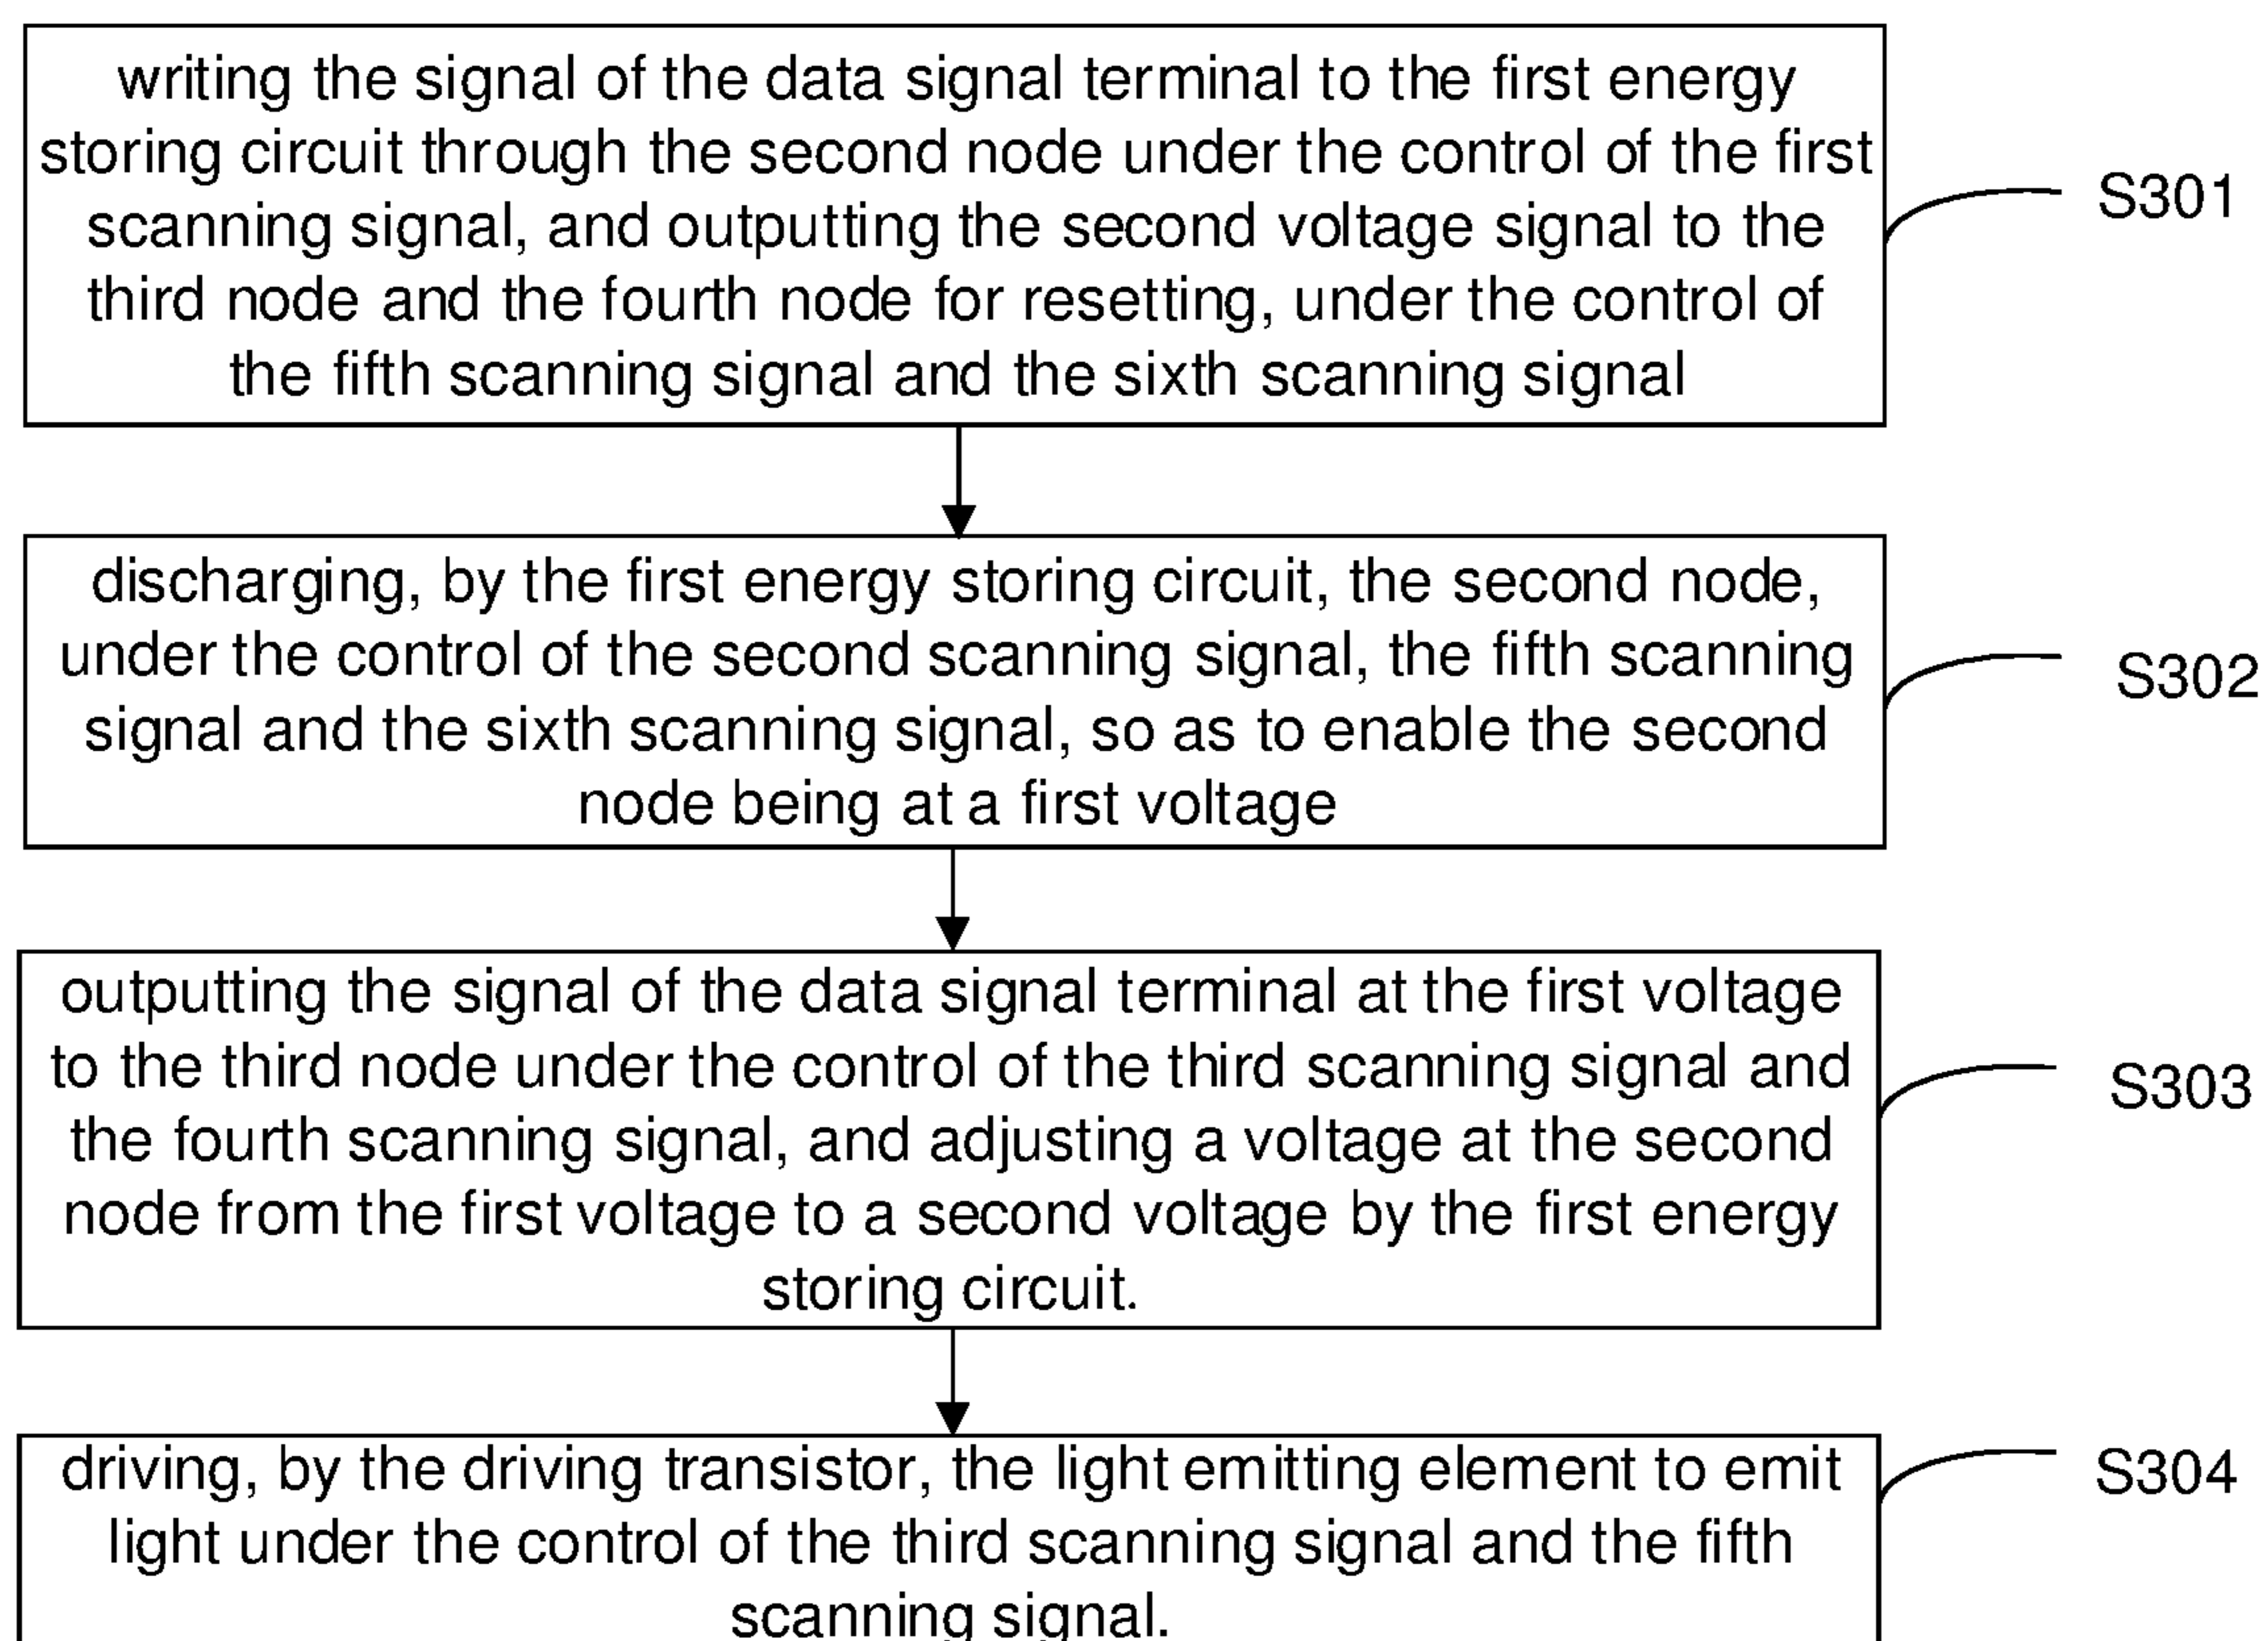 writing the signal of the data signal terminal to the first energy
storing circuit through the second node under the control of the first
scanning signal, and outputting the second voltage signal to the
third node and the fourth node for resetting, under the control of
the fifth scanning signal and the sixth scanning signal
S301
discharging, by the first energy storing circuit, the second node,
under the control of the second scanning signal, the fifth scanning
signal and the sixth scanning signal, so as to enable the second
node being at a first voltage
S302
outputting the signal of the data signal terminal at the first voltage
to the third node under the control of the third scanning signal and
the fourth scanning signal, and adjusting a voltage at the second
node from the first voltage to a second voltage by the first energy
storing circuit.
S303
driving, by the driving transistor, the light emitting element to emit
light under the control of the third scanning signal and the fifth
scanning signal.
S304